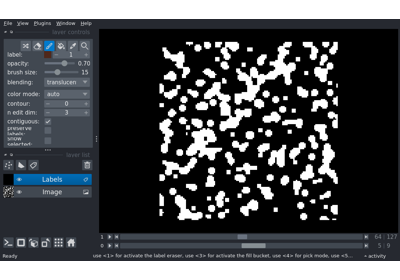 File View Plugins Window Help
layer controls
label: 1
opacity: 0.70
brush size: 15
blending: translucen
color mode: auto
contour: 0
n edit dim: 3
contiguous:
preserve labels:
show selected:
layer list
Labels
Image
1 64 127
0 5 9
Ready use <1> for activate the label eraser, use <3> for activate the fill bucket, use <4> for pick mode, use <5... activity